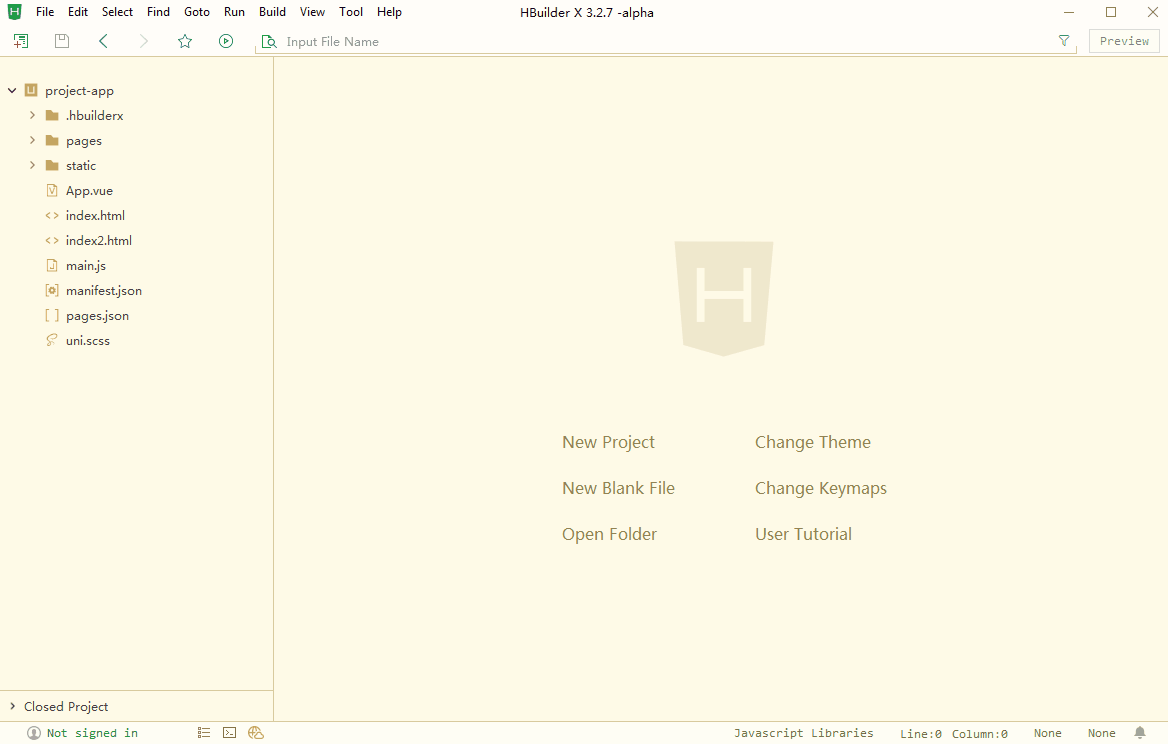 File Edit Select Find Goto Run Build View Tool Help HBuilder X 3.2.7 -alpha
Input File Name Preview
project-app
.hbuilderx
pages
static
App.vue
index.html
index2.html
main.js
manifest.json
pages.json
uni.scss
H
New Project Change Theme
New Blank File Change Keymaps
Open Folder User Tutorial
Closed Project
Not signed in Javascript Libraries Line:0 Column:0 None None